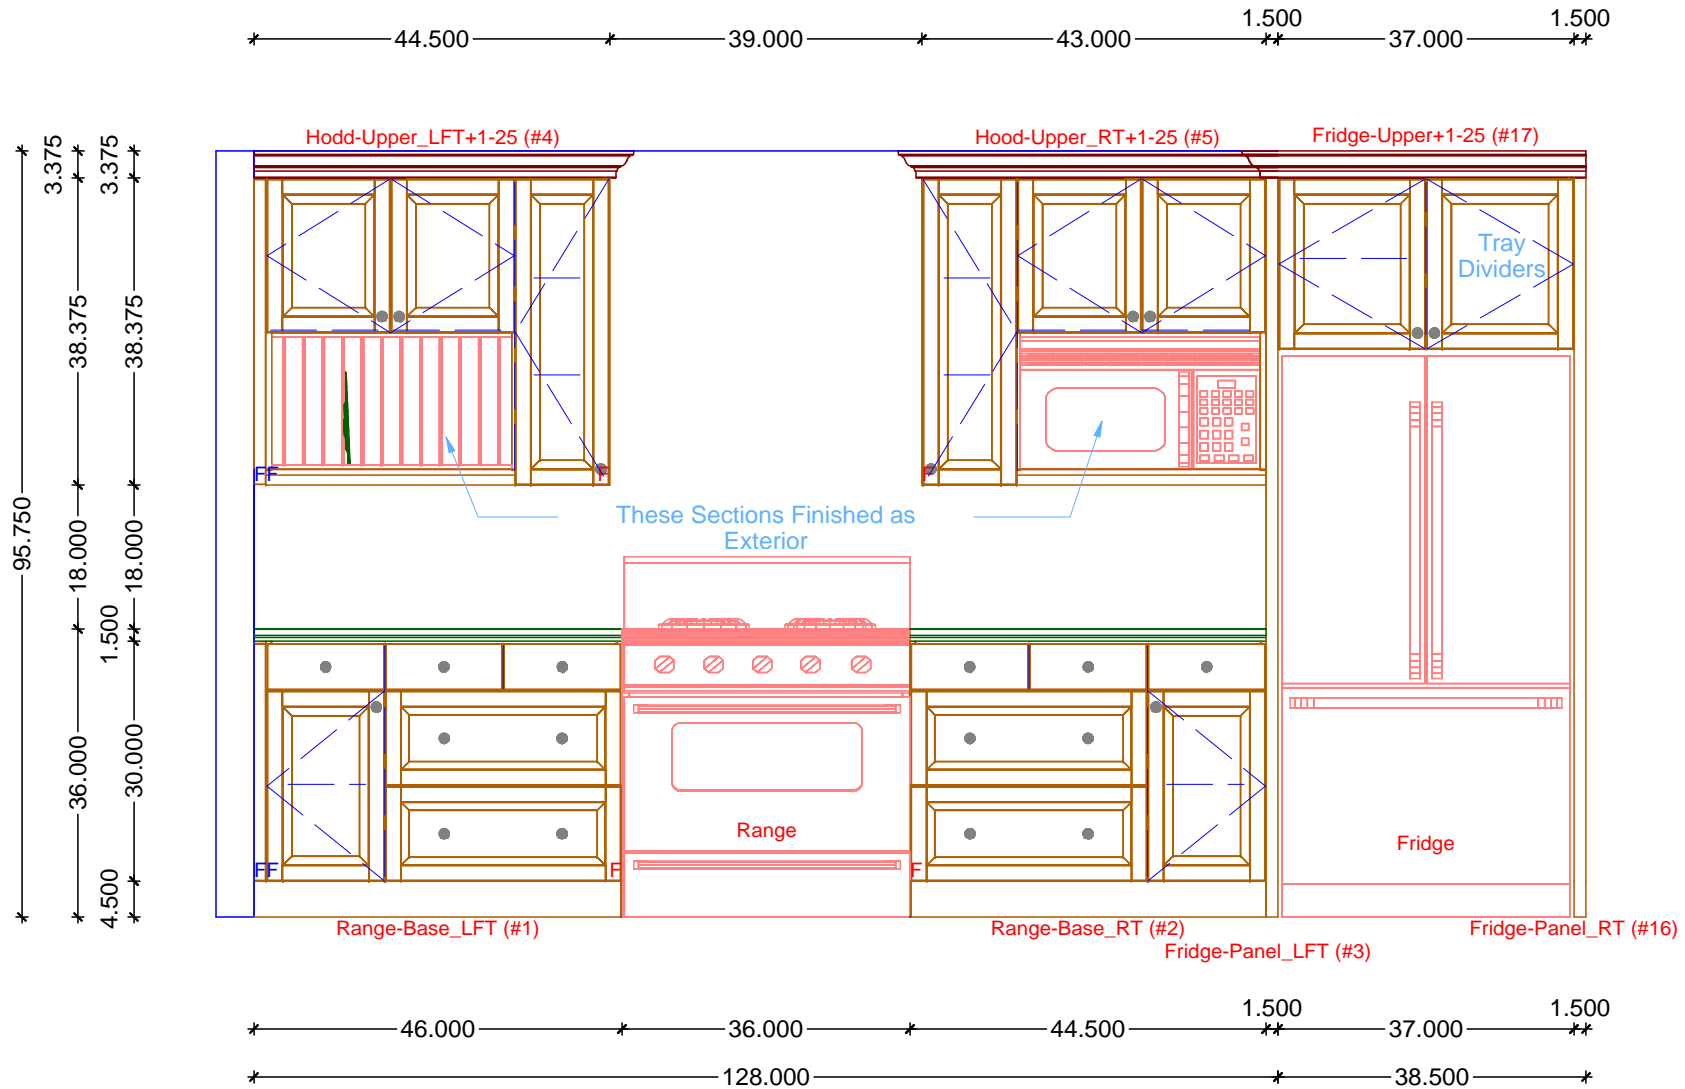 1.500 1.500
44.500 39.000 43.000 37.000
Hodd-Upper_LFT+1-25 (#4) Hood-Upper_RT+1-25 (#5) Fridge-Upper+1-25 (#17)
3.375 3.375
Tray
Dividers
38.375 38.375
FF F F
These Sections Finished as
Exterior
95.750 18.000 18.000
1.500
36.000 30.000
Range
Fridge
FF F F
4.500
Range-Base_LFT (#1) Range-Base_RT (#2) Fridge-Panel_RT (#16)
Fridge-Panel_LFT (#3)
1.500 1.500
46.000 36.000 44.500 37.000
128.000 38.500